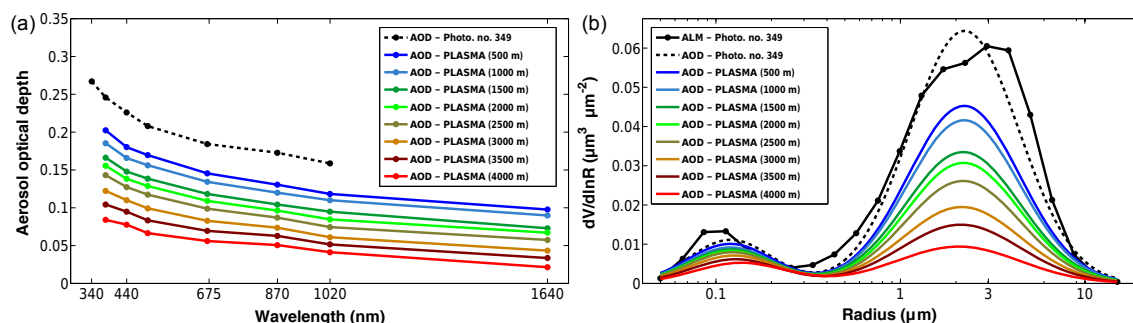 (a)
0.35
0.3
0.25
0.2
0.15
0.1
0.05
0
Aerosol optical depth
340 440 675 870 1020 1640
Wavelength (nm)
AOD – Photo. no. 349
AOD – PLASMA (500 m)
AOD – PLASMA (1000 m)
AOD – PLASMA (1500 m)
AOD – PLASMA (2000 m)
AOD – PLASMA (2500 m)
AOD – PLASMA (3000 m)
AOD – PLASMA (3500 m)
AOD – PLASMA (4000 m)
(b)
0.06
0.05
0.04
0.03
0.02
0.01
0
dV/dlnR (µm³ µm⁻²)
0.1 1 3 10
Radius (µm)
ALM – Photo. no. 349
AOD – Photo. no. 349
AOD – PLASMA (500 m)
AOD – PLASMA (1000 m)
AOD – PLASMA (1500 m)
AOD – PLASMA (2000 m)
AOD – PLASMA (2500 m)
AOD – PLASMA (3000 m)
AOD – PLASMA (3500 m)
AOD – PLASMA (4000 m)